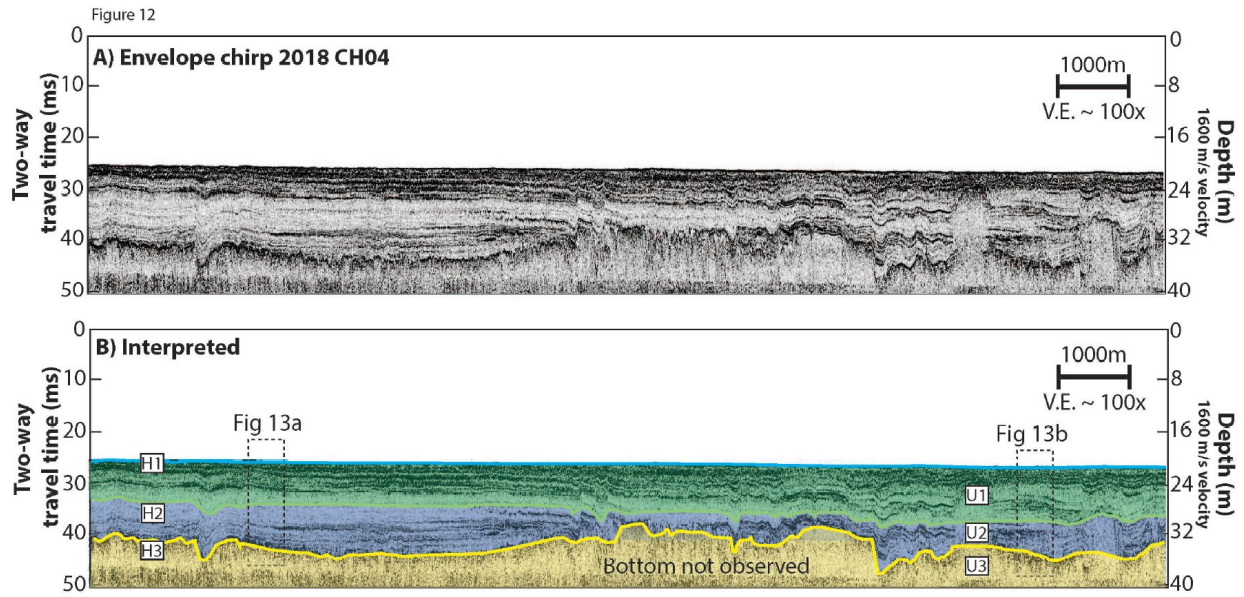 Figure 12
A) Envelope chirp 2018 CH04
1000m
V.E. ~ 100x
Two-way
travel time (ms)
0
10
20
30
40
50
0
8
16
24
32
40
Depth (m)
1600 m/s velocity
B) Interpreted
1000m
V.E. ~ 100x
Two-way
travel time (ms)
0
10
20
30
40
50
Fig 13a
Fig 13b
H1
H2
H3
U1
U2
U3
Bottom not observed
0
8
16
24
32
40
Depth (m)
1600 m/s velocity